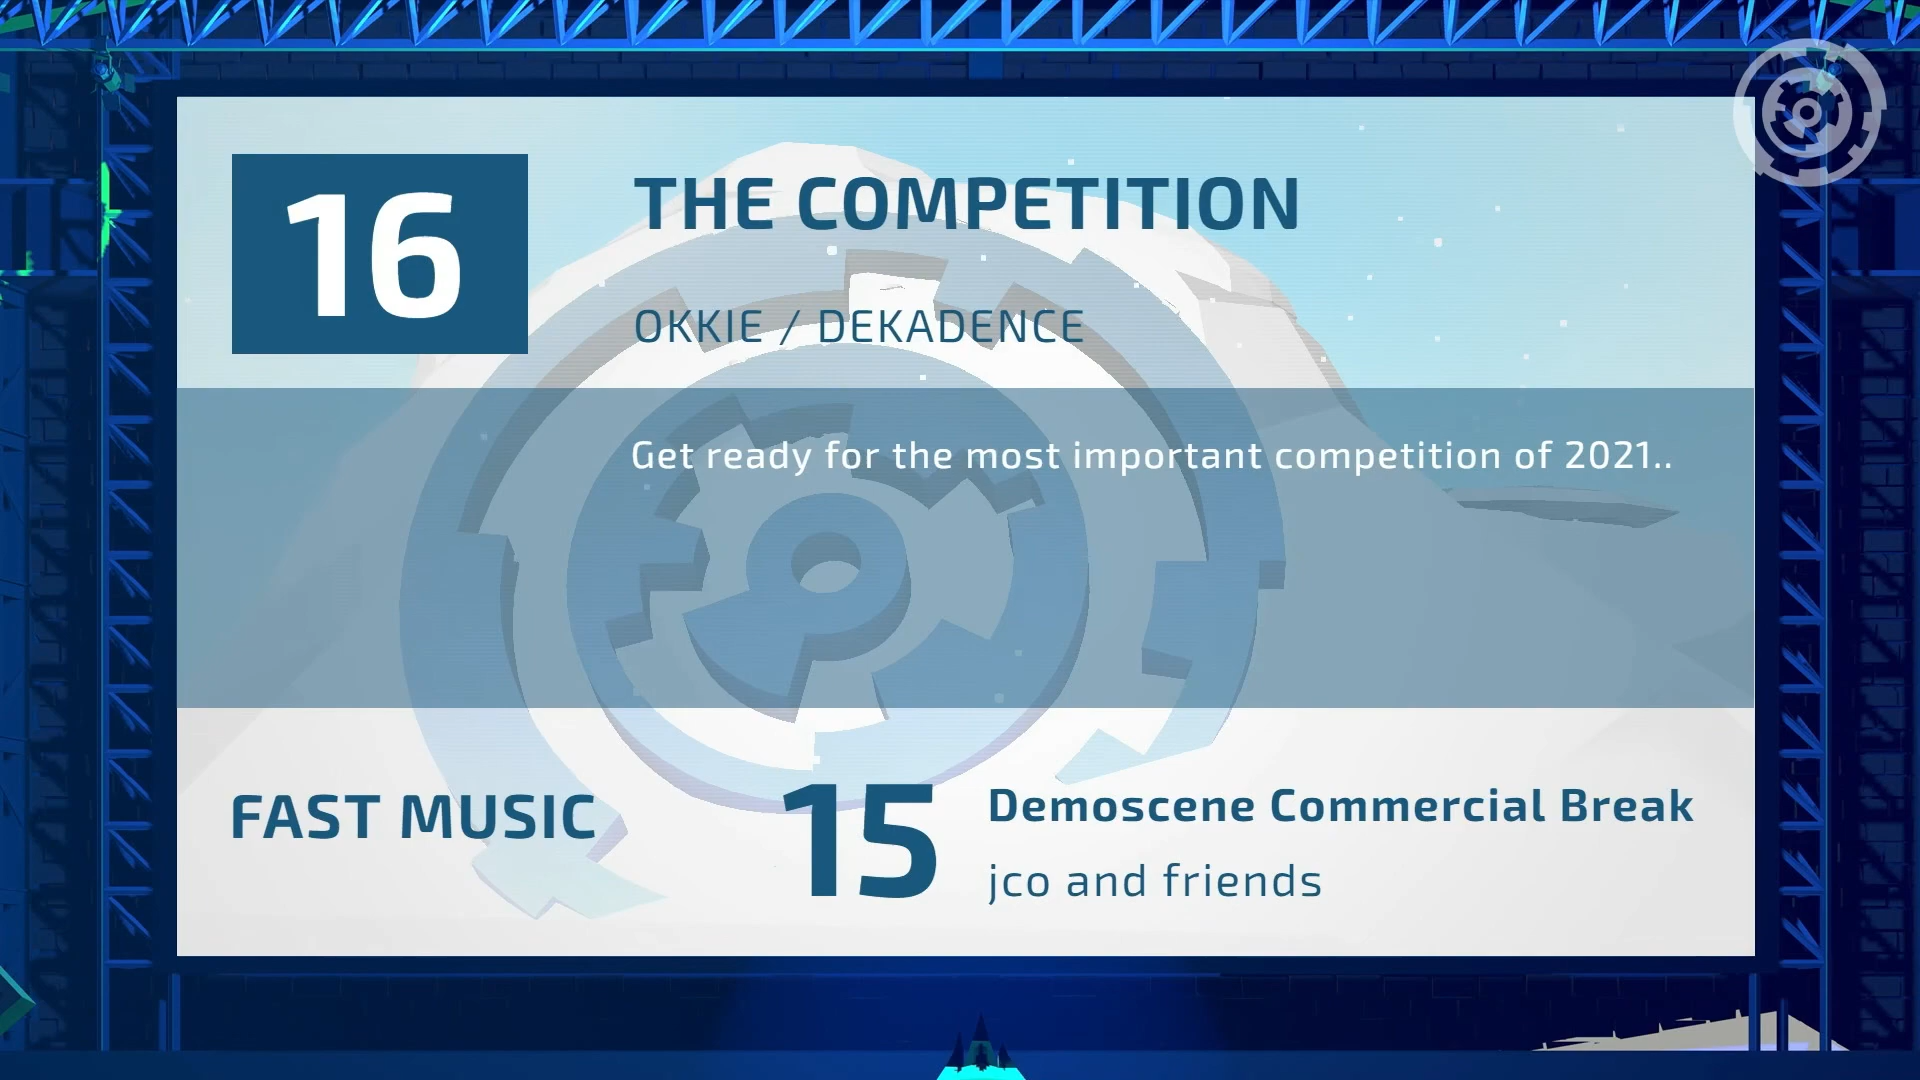 16
THE COMPETITION
OKKIE / DEKADENCE
Get ready for the most important competition of 2021..
FAST MUSIC
15
Demoscene Commercial Break
jco and friends